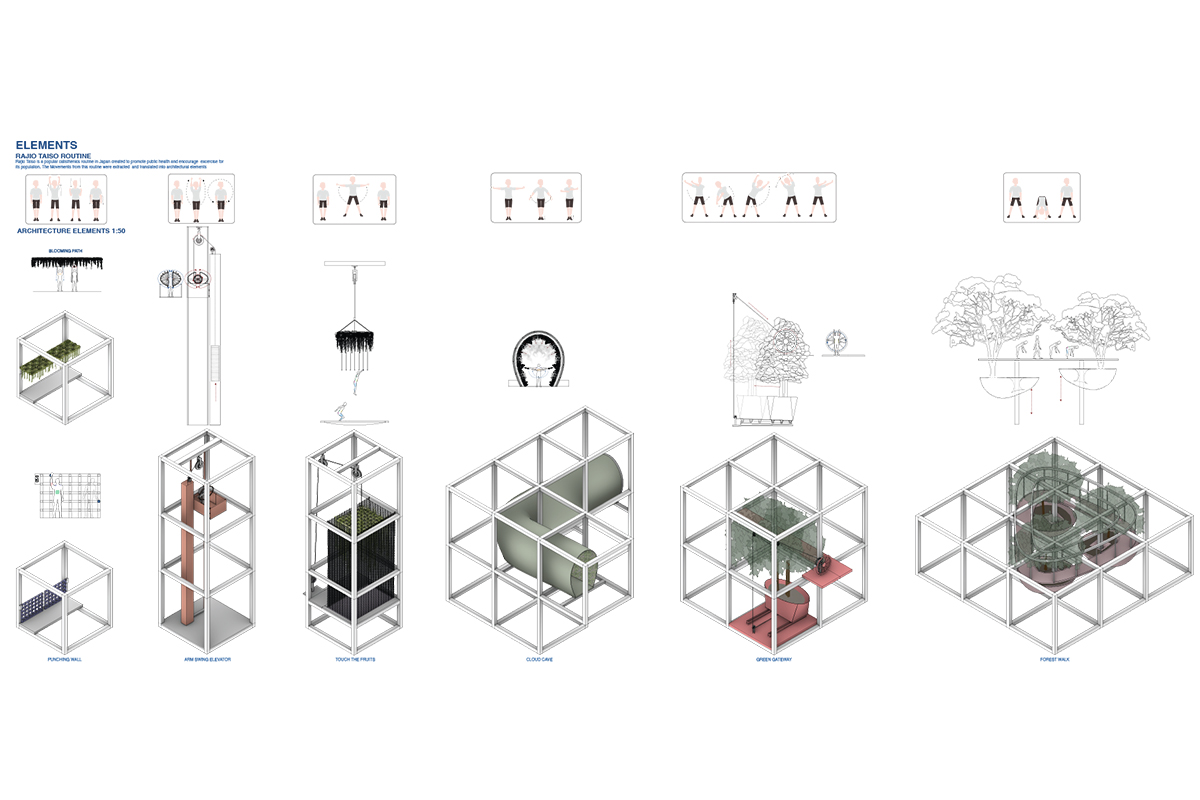 ELEMENTS
RAJIO TAISO ROUTINE
Rajio Taiso is a popular calisthenics routine in Japan created to promote public health and encourage excercise for
its population. The Movements from this routine were extracted and translated into architectural elements
ARCHITECTURE ELEMENTS 1:50
BLOOMING PATH
PUNCHING WALL
ARM SWING ELEVATOR
TOUCH THE FRUITS
CLOUD CAVE
GREEN GATEWAY
FOREST WALK